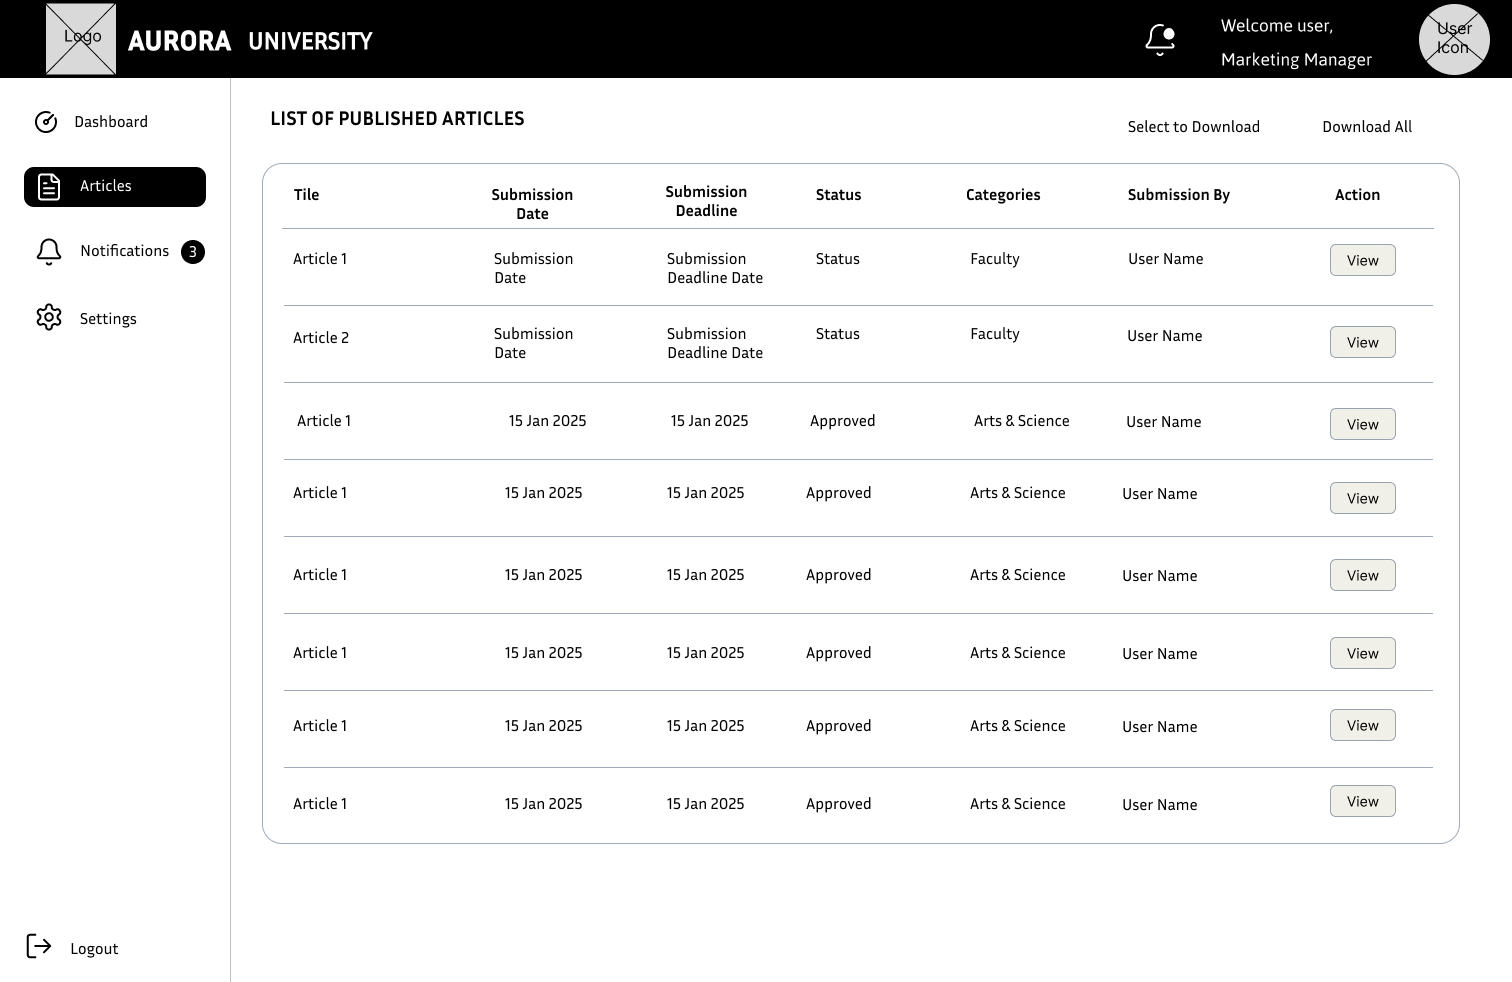 Logo
AURORA UNIVERSITY
Welcome user,
Marketing Manager
User
Icon
Dashboard
Articles
Notifications 3
Settings
Logout
LIST OF PUBLISHED ARTICLES
Select to Download Download All
Tile Submission Date Submission Deadline Status Categories Submission By Action
Article 1 Submission Date Submission Deadline Date Status Faculty User Name View
Article 2 Submission Date Submission Deadline Date Status Faculty User Name View
Article 1 15 Jan 2025 15 Jan 2025 Approved Arts & Science User Name View
Article 1 15 Jan 2025 15 Jan 2025 Approved Arts & Science User Name View
Article 1 15 Jan 2025 15 Jan 2025 Approved Arts & Science User Name View
Article 1 15 Jan 2025 15 Jan 2025 Approved Arts & Science User Name View
Article 1 15 Jan 2025 15 Jan 2025 Approved Arts & Science User Name View
Article 1 15 Jan 2025 15 Jan 2025 Approved Arts & Science User Name View